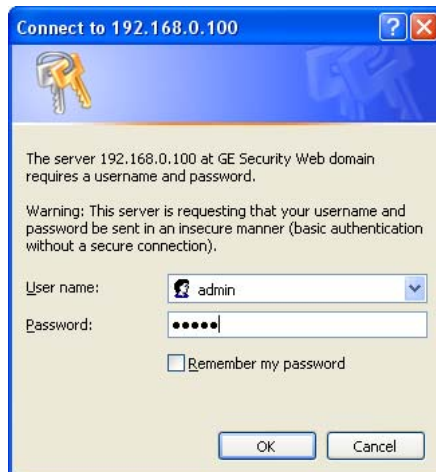 Connect to 192.168.0.100
The server 192.168.0.100 at GE Security Web domain
requires a username and password.
Warning: This server is requesting that your username and
password be sent in an insecure manner (basic authentication
without a secure connection).
User name:
admin
Password:
•••••
Remember my password
OK
Cancel